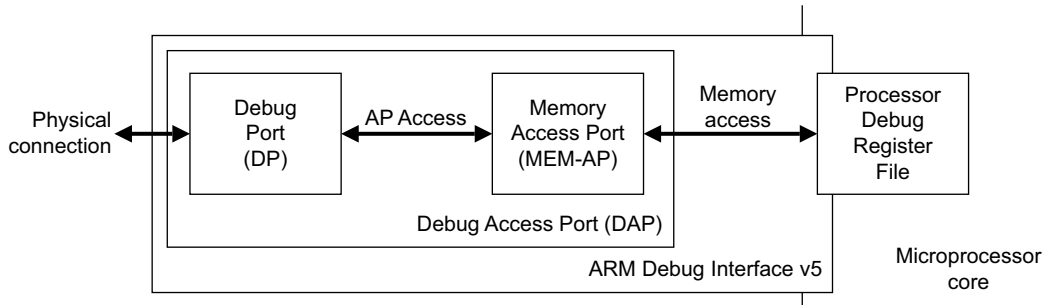 Physical
connection
Debug
Port
(DP)
AP Access
Memory
Access Port
(MEM-AP)
Memory
access
Processor
Debug
Register
File
Debug Access Port (DAP)
ARM Debug Interface v5
Microprocessor
core